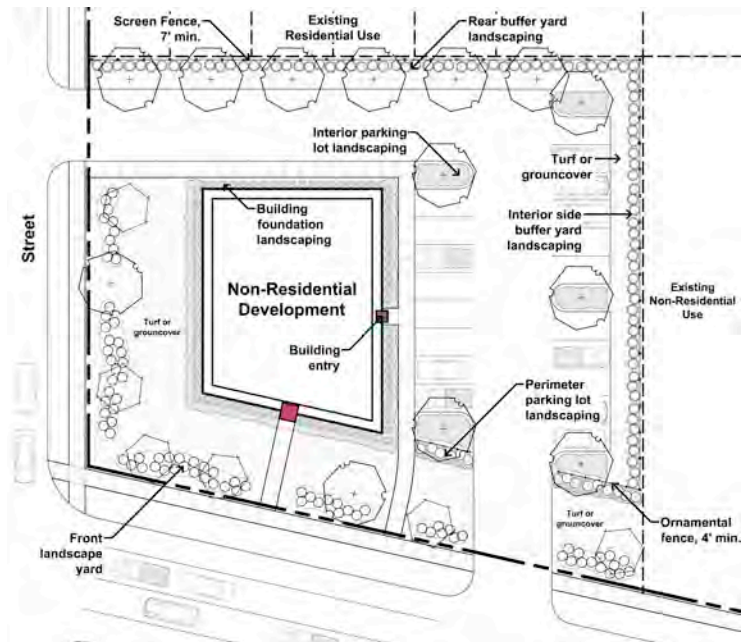 Screen Fence,
7' min.
Existing
Residential Use
Rear buffer yard
landscaping
Interior parking
lot landscaping
Turf or
groundcover
Building
foundation
landscaping
Interior side
buffer yard
landscaping
Street
Non-Residential
Development
Existing
Non-Residential
Use
Turf or
groundcover
Building
entry
Perimeter
parking lot
landscaping
Turf or
groundcover
Ornamental
fence, 4' min.
Front
landscape
yard